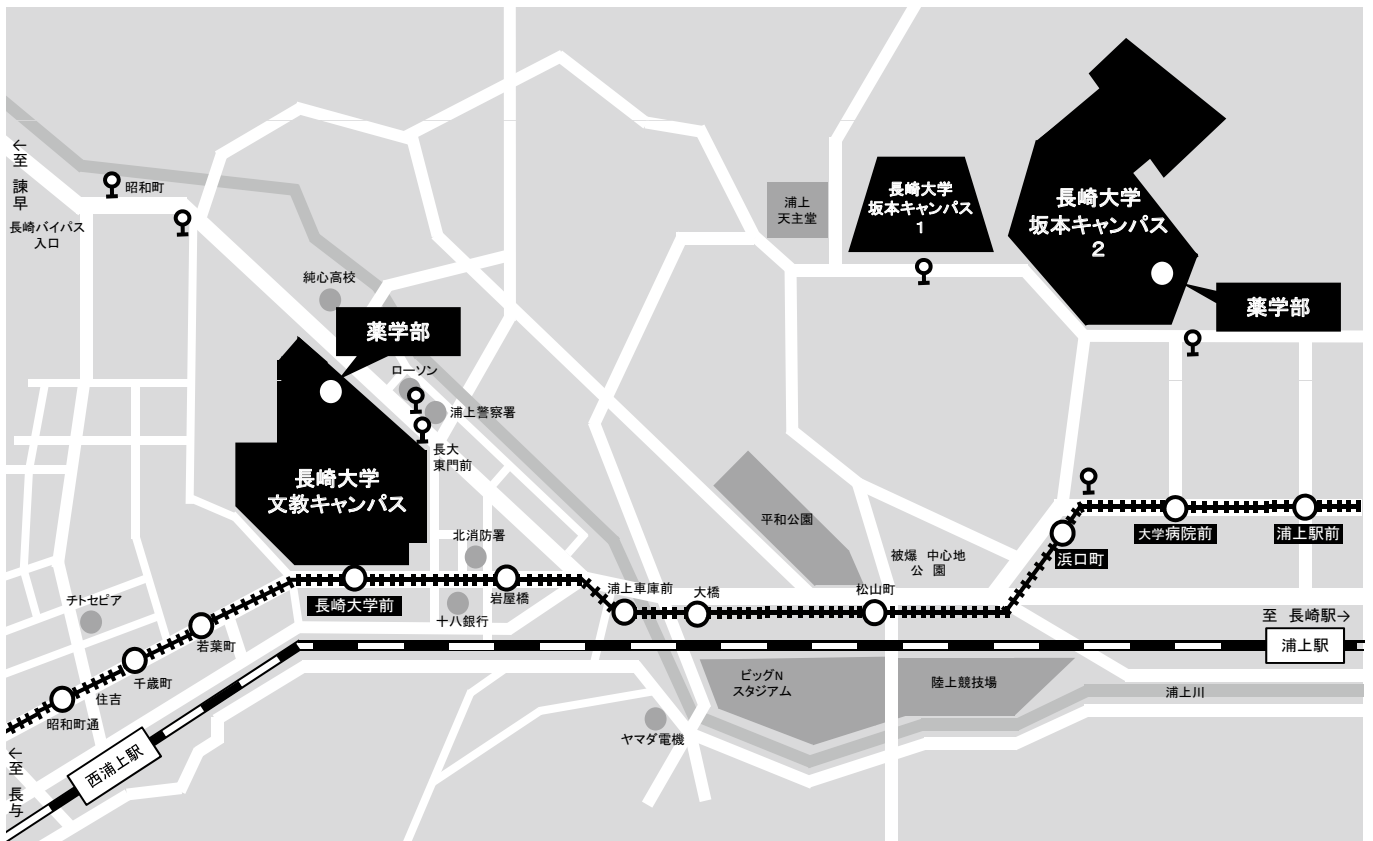 ←至 諫早
昭和町
長崎バイパス
入口
純心高校
薬学部
ローソン
浦上警察署
長大
東門前
長崎大学
文教キャンパス
北消防署
長崎大学前
岩屋橋
十八銀行
チトセピア
若葉町
千歳町
住吉
昭和町通
西浦上駅
←至 長与
浦上
天主堂
長崎大学
坂本キャンパス
1
長崎大学
坂本キャンパス
2
薬学部
平和公園
被爆 中心地
公 園
浦上車庫前
大橋
松山町
浜口町
大学病院前
浦上駅前
至 長崎駅→
浦上駅
ビッグN
スタジアム
陸上競技場
浦上川
ヤマダ電機